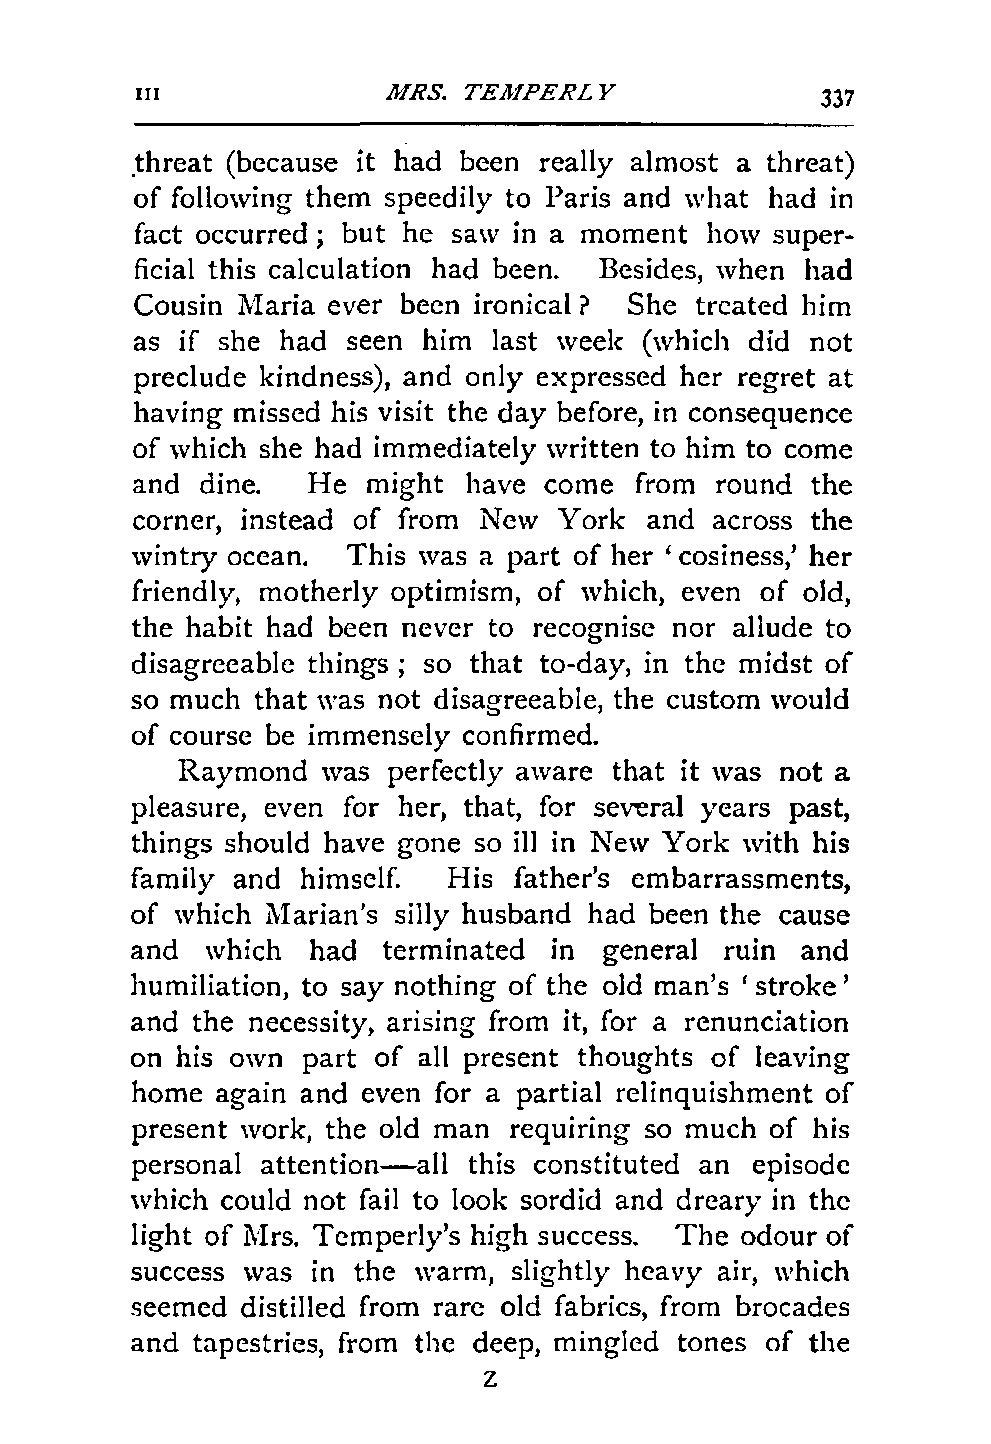 III MRS. TEMPERLY 337
threat (because it had been really almost a threat)
of following them speedily to Paris and what had in
fact occurred ; but he saw in a moment how super-
ficial this calculation had been. Besides, when had
Cousin Maria ever been ironical ? She treated him
as if she had seen him last week (which did not
preclude kindness), and only expressed her regret at
having missed his visit the day before, in consequence
of which she had immediately written to him to come
and dine. He might have come from round the
corner, instead of from New York and across the
wintry ocean. This was a part of her ‘ cosiness,’ her
friendly, motherly optimism, of which, even of old,
the habit had been never to recognise nor allude to
disagreeable things ; so that to-day, in the midst of
so much that was not disagreeable, the custom would
of course be immensely confirmed.
Raymond was perfectly aware that it was not a
pleasure, even for her, that, for several years past,
things should have gone so ill in New York with his
family and himself. His father’s embarrassments,
of which Marian’s silly husband had been the cause
and which had terminated in general ruin and
humiliation, to say nothing of the old man’s ‘ stroke ’
and the necessity, arising from it, for a renunciation
on his own part of all present thoughts of leaving
home again and even for a partial relinquishment of
present work, the old man requiring so much of his
personal attention—all this constituted an episode
which could not fail to look sordid and dreary in the
light of Mrs. Temperly’s high success. The odour of
success was in the warm, slightly heavy air, which
seemed distilled from rare old fabrics, from brocades
and tapestries, from the deep, mingled tones of the
Z